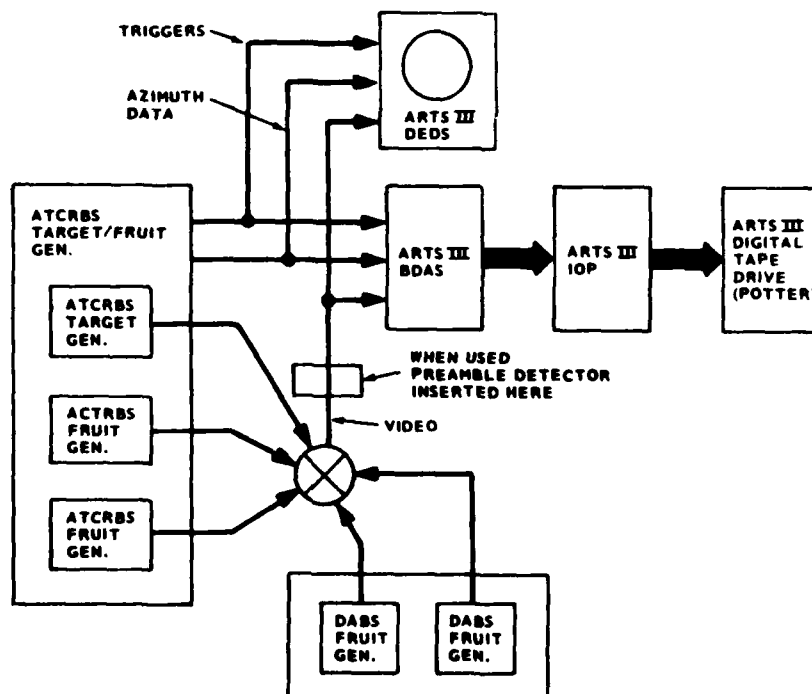 TRIGGERS
AZIMUTH
DATA
ARTS III
DEDS
ATCRBS
TARGET/FRUIT
GEN.
ARTS III
BDAS
ARTS III
IOP
ARTS III
DIGITAL
TAPE
DRIVE
(POTTER)
ATCRBS
TARGET
GEN.
WHEN USED
PREAMBLE DETECTOR
INSERTED HERE
VIDEO
ACTRBS
FRUIT
GEN.
ATCRBS
FRUIT
GEN.
DABS
FRUIT
GEN.
DABS
FRUIT
GEN.